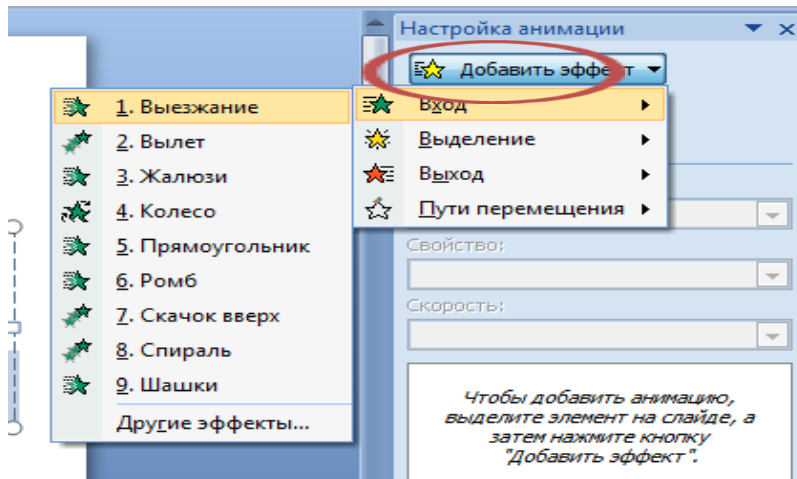 Настройка анимации
Добавить эффект
Вход
Выделение
Выход
Пути перемещения
1. Выезжание
2. Вылет
3. Жалюзи
4. Колесо
5. Прямоугольник
6. Ромб
7. Скачок вверх
8. Спираль
9. Шашки
Другие эффекты...
Свойство:
Скорость:
Чтобы добавить анимацию,
выделите элемент на слайде, а
затем нажмите кнопку
"Добавить эффект".